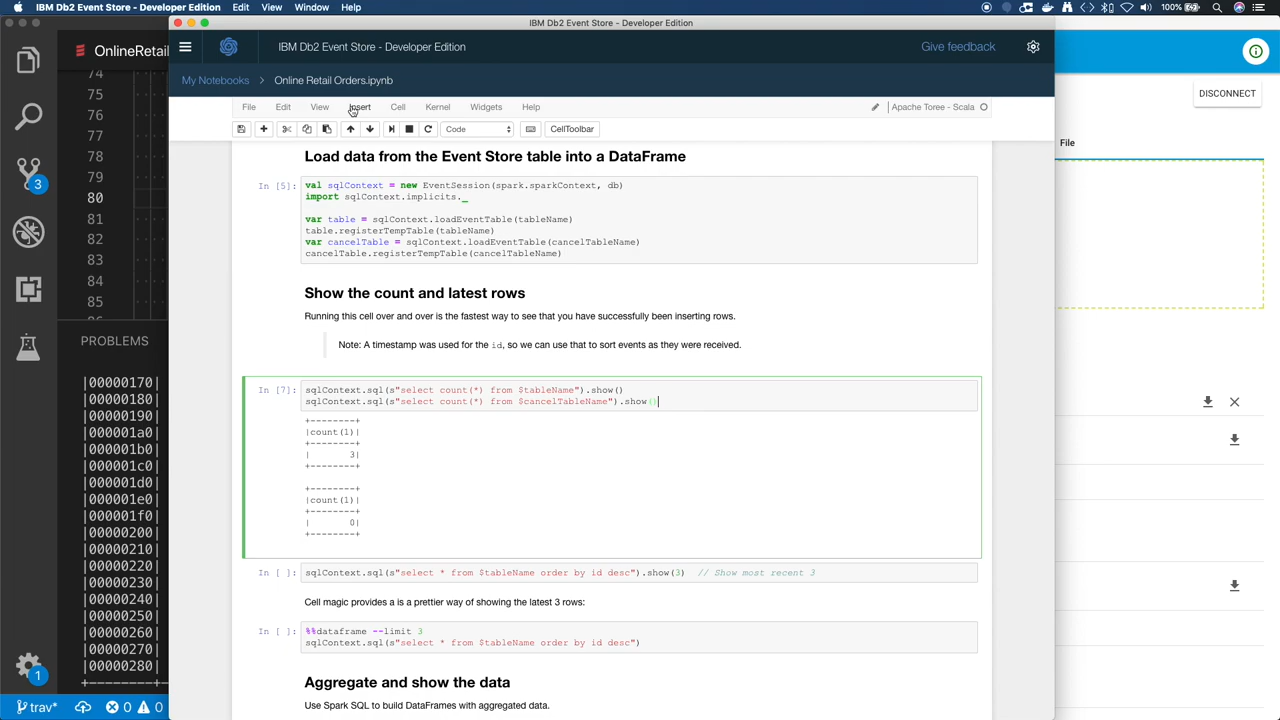 Edit View Window Help
IBM Db2 Event Store - Developer Edition
IBM Db2 Event Store - Developer Edition
Give feedback
OnlineRetail
DISCONNECT
My Notebooks > Online Retail Orders.ipynb
File Edit View Insert Cell Kernel Widgets Help
Apache Toree - Scala
Code
CellToolbar
File
74
75
76
77
78
79
80
81
82
83
84
85
3
Load data from the Event Store table into a DataFrame
In [5]:
val sqlContext = new EventSession(spark.sparkContext, db)
import sqlContext.implicits._
var table = sqlContext.loadEventTable(tableName)
table.registerTempTable(tableName)
var cancelTable = sqlContext.loadEventTable(cancelTableName)
cancelTable.registerTempTable(cancelTableName)
Show the count and latest rows
Running this cell over and over is the fastest way to see that you have successfully been inserting rows.
Note: A timestamp was used for the id, so we can use that to sort events as they were received.
In [7]:
sqlContext.sql(s"select count(*) from $tableName").show()
sqlContext.sql(s"select count(*) from $cancelTableName").show()
+--------+
|count(1)|
+--------+
|       3|
+--------+
+--------+
|count(1)|
+--------+
|       0|
+--------+
In [ ]:
sqlContext.sql(s"select * from $tableName order by id desc").show(3)  // Show most recent 3
Cell magic provides a is a prettier way of showing the latest 3 rows:
In [ ]:
%%dataframe --limit 3
sqlContext.sql(s"select * from $tableName order by id desc")
Aggregate and show the data
Use Spark SQL to build DataFrames with aggregated data.
PROBLEMS
|00000170|
|00000180|
|00000190|
|000001a0|
|000001b0|
|000001c0|
|000001d0|
|000001e0|
|000001f0|
|00000200|
|00000210|
|00000220|
|00000230|
|00000240|
|00000250|
|00000260|
|00000270|
|00000280|
+--------+--
1
trav* 0 0